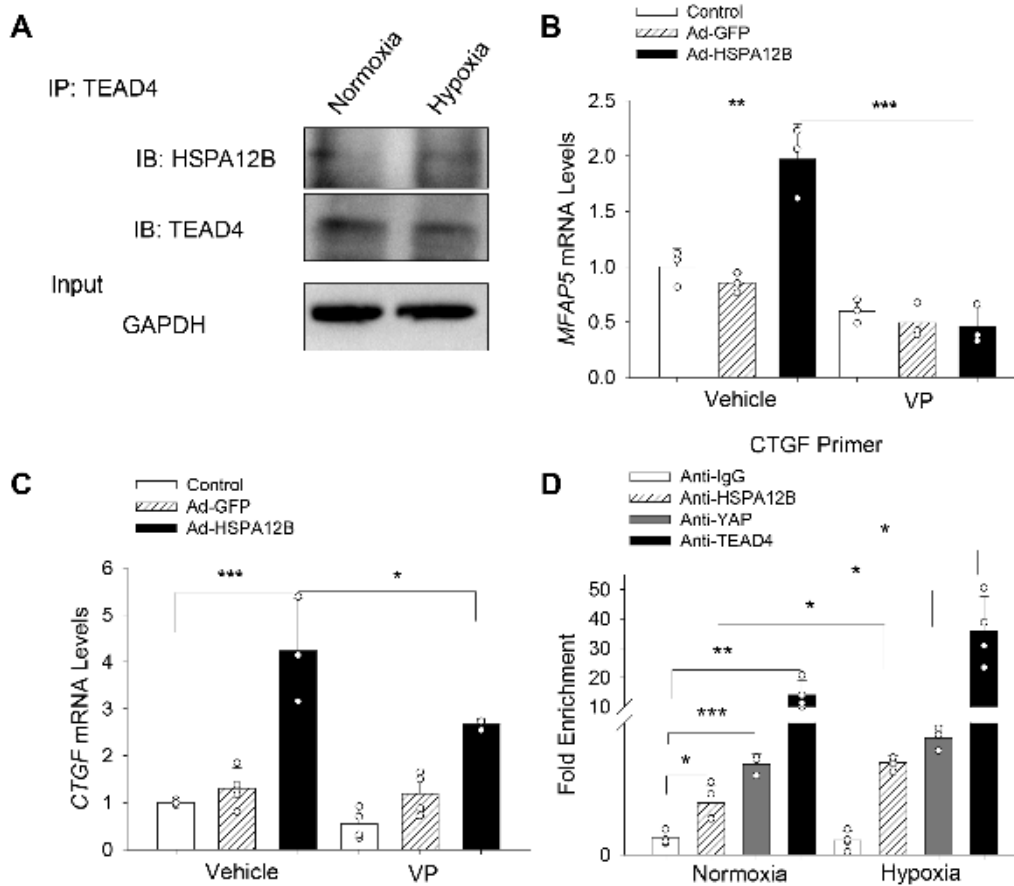 A
IP: TEAD4
Normoxia
Hypoxia
IB: HSPA12B
IB: TEAD4
Input
GAPDH
B
Control
Ad-GFP
Ad-HSPA12B
MFAP5 mRNA Levels
2.5
2.0
1.5
1.0
0.5
0.0
**
***
Vehicle
VP
C
Control
Ad-GFP
Ad-HSPA12B
CTGF mRNA Levels
6
5
4
3
2
1
0
***
*
Vehicle
VP
CTGF Primer
D
Anti-IgG
Anti-HSPA12B
Anti-YAP
Anti-TEAD4
Fold Enrichment
50
40
30
20
10
0
*
*
*
**
***
*
Normoxia
Hypoxia